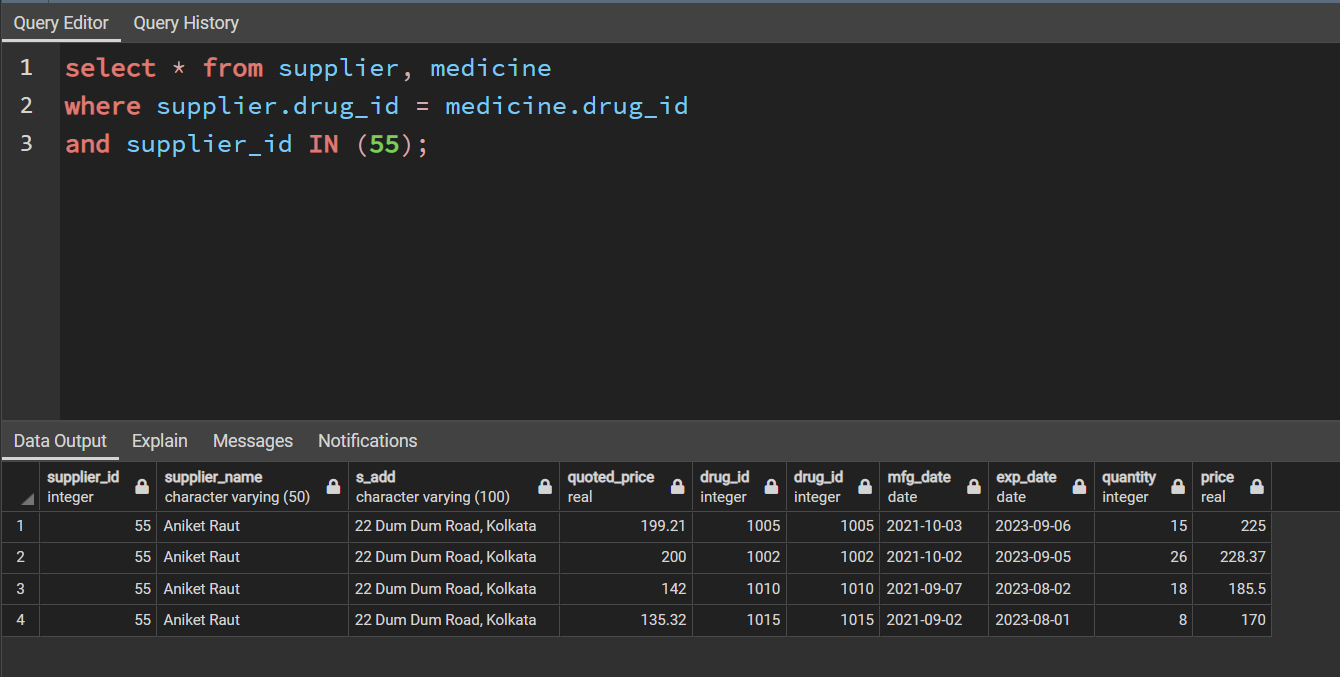 Query Editor Query History
1 select * from supplier, medicine
2 where supplier.drug_id = medicine.drug_id
3 and supplier_id IN (55);
Data Output Explain Messages Notifications
supplier_id supplier_name s_add quoted_price drug_id drug_id mfg_date exp_date quantity price
integer character varying (50) character varying (100) real integer integer date date integer real
1 55 Aniket Raut 22 Dum Dum Road, Kolkata 199.21 1005 1005 2021-10-03 2023-09-06 15 225
2 55 Aniket Raut 22 Dum Dum Road, Kolkata 200 1002 1002 2021-10-02 2023-09-05 26 228.37
3 55 Aniket Raut 22 Dum Dum Road, Kolkata 142 1010 1010 2021-09-07 2023-08-02 18 185.5
4 55 Aniket Raut 22 Dum Dum Road, Kolkata 135.32 1015 1015 2021-09-02 2023-08-01 8 170